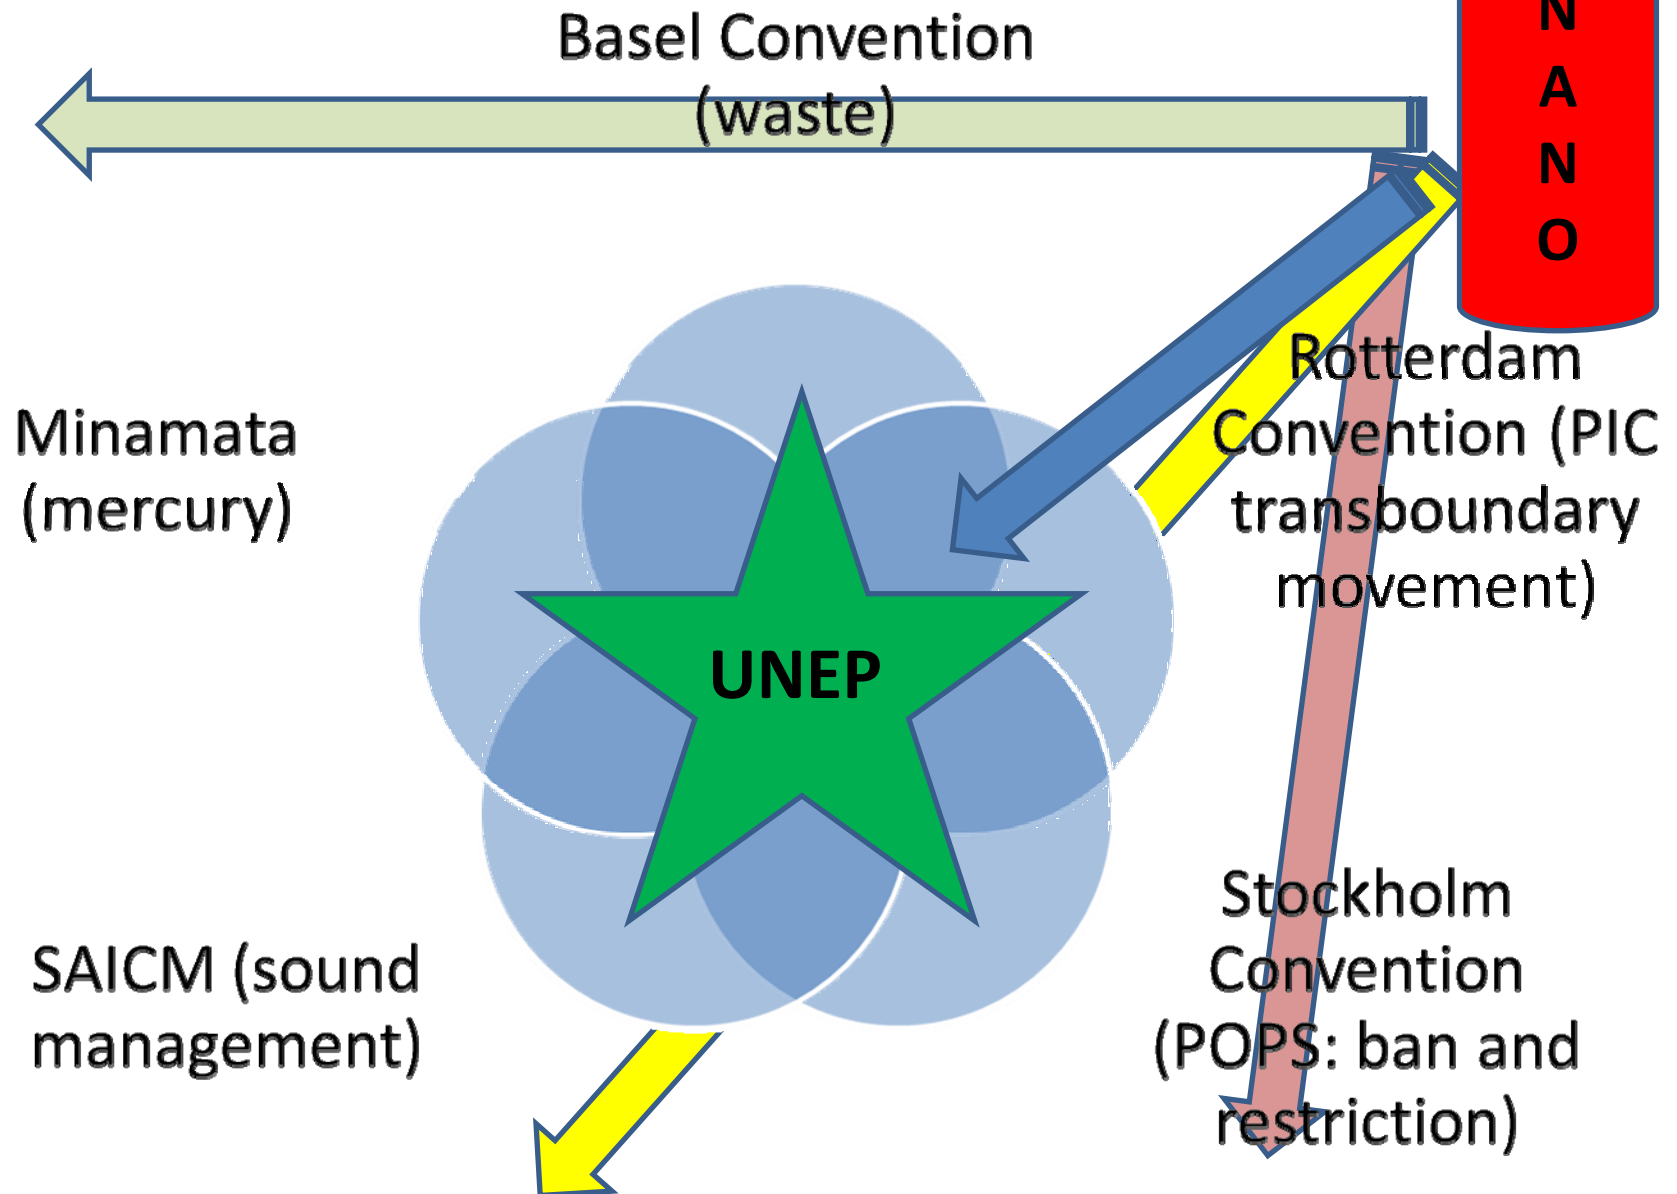 Basel Convention
(waste)
N
A
N
O
Rotterdam
Convention (PIC
transboundary
movement)
Minamata
(mercury)
UNEP
Stockholm
Convention
(POPS: ban and
restriction)
SAICM (sound
management)